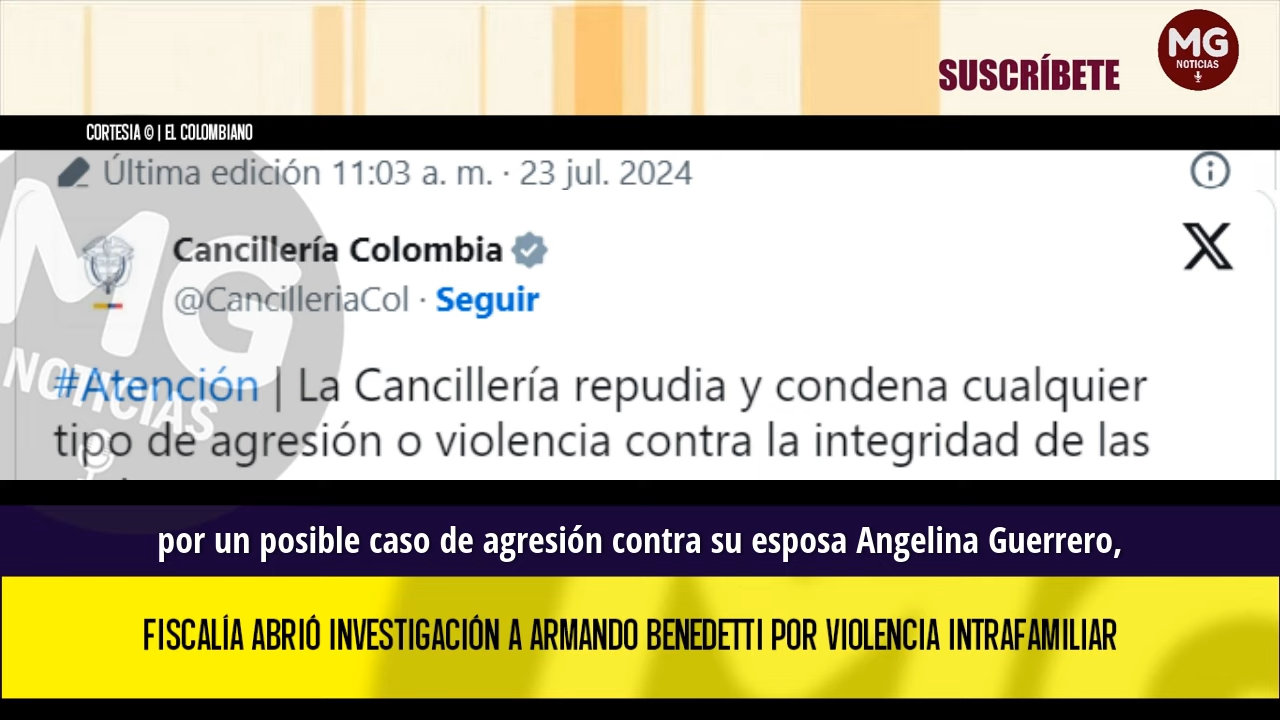 SUSCRÍBETE
MG
NOTICIAS
CORTESIA © | EL COLOMBIANO
Última edición 11:03 a. m. · 23 jul. 2024
Cancillería Colombia
@CancilleriaCol · Seguir
#Atención | La Cancillería repudia y condena cualquier
tipo de agresión o violencia contra la integridad de las
MG
NOTICIAS
por un posible caso de agresión contra su esposa Angelina Guerrero,
FISCALÍA ABRIÓ INVESTIGACIÓN A ARMANDO BENEDETTI POR VIOLENCIA INTRAFAMILIAR